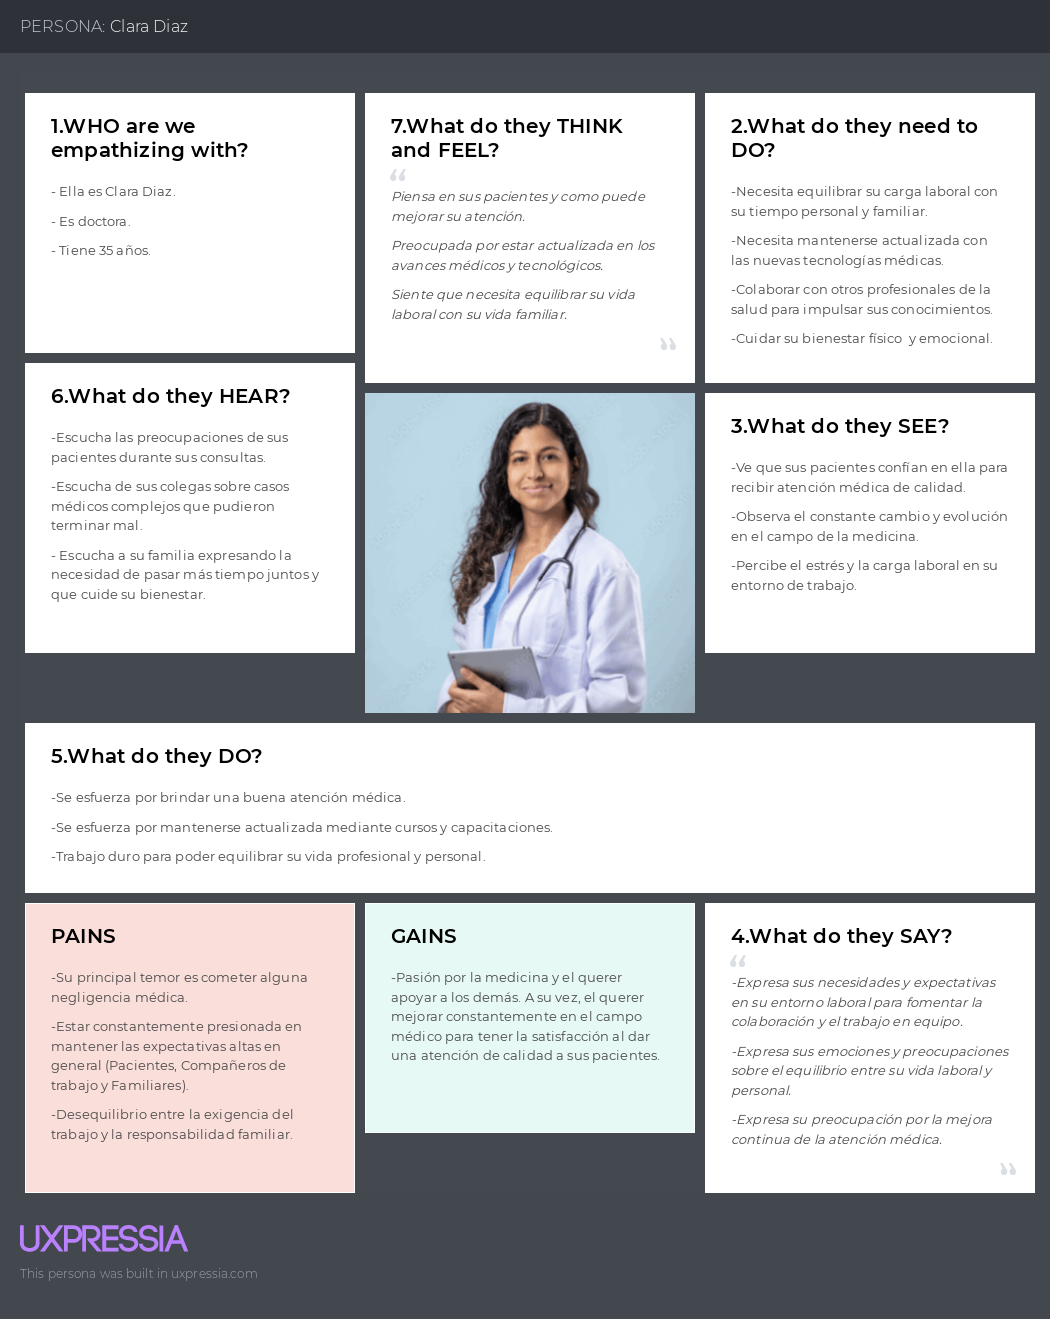 PERSONA: Clara Diaz
1.WHO are we
empathizing with?
- Ella es Clara Diaz.
- Es doctora.
- Tiene 35 años.
7.What do they THINK
and FEEL?
“
Piensa en sus pacientes y como puede
mejorar su atención.
Preocupada por estar actualizada en los
avances médicos y tecnológicos.
Siente que necesita equilibrar su vida
laboral con su vida familiar.
”
2.What do they need to
DO?
-Necesita equilibrar su carga laboral con
su tiempo personal y familiar.
-Necesita mantenerse actualizada con
las nuevas tecnologías médicas.
-Colaborar con otros profesionales de la
salud para impulsar sus conocimientos.
-Cuidar su bienestar físico  y emocional.
6.What do they HEAR?
-Escucha las preocupaciones de sus
pacientes durante sus consultas.
-Escucha de sus colegas sobre casos
médicos complejos que pudieron
terminar mal.
- Escucha a su familia expresando la
necesidad de pasar más tiempo juntos y
que cuide su bienestar.
3.What do they SEE?
-Ve que sus pacientes confían en ella para
recibir atención médica de calidad.
-Observa el constante cambio y evolución
en el campo de la medicina.
-Percibe el estrés y la carga laboral en su
entorno de trabajo.
5.What do they DO?
-Se esfuerza por brindar una buena atención médica.
-Se esfuerza por mantenerse actualizada mediante cursos y capacitaciones.
-Trabajo duro para poder equilibrar su vida profesional y personal.
PAINS
-Su principal temor es cometer alguna
negligencia médica.
-Estar constantemente presionada en
mantener las expectativas altas en
general (Pacientes, Compañeros de
trabajo y Familiares).
-Desequilibrio entre la exigencia del
trabajo y la responsabilidad familiar.
GAINS
-Pasión por la medicina y el querer
apoyar a los demás. A su vez, el querer
mejorar constantemente en el campo
médico para tener la satisfacción al dar
una atención de calidad a sus pacientes.
4.What do they SAY?
“
-Expresa sus necesidades y expectativas
en su entorno laboral para fomentar la
colaboración y el trabajo en equipo.
-Expresa sus emociones y preocupaciones
sobre el equilibrio entre su vida laboral y
personal.
-Expresa su preocupación por la mejora
continua de la atención médica.
”
UXPRESSIA
This persona was built in uxpressia.com